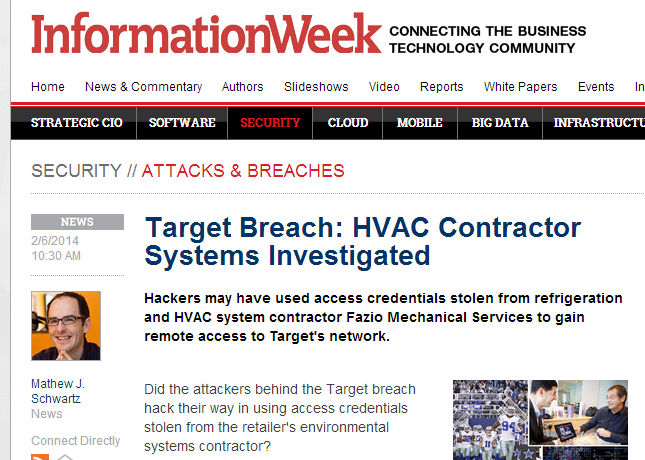 InformationWeek CONNECTING THE BUSINESS
TECHNOLOGY COMMUNITY
Home News & Commentary Authors Slideshows Video Reports White Papers Events In
STRATEGIC CIO SOFTWARE SECURITY CLOUD MOBILE BIG DATA INFRASTRUCTU
SECURITY // ATTACKS & BREACHES
NEWS
2/6/2014
10:30 AM
Mathew J.
Schwartz
News
Connect Directly
Target Breach: HVAC Contractor
Systems Investigated
Hackers may have used access credentials stolen from refrigeration
and HVAC system contractor Fazio Mechanical Services to gain
remote access to Target's network.
Did the attackers behind the Target breach
hack their way in using access credentials
stolen from the retailer's environmental
systems contractor?
94